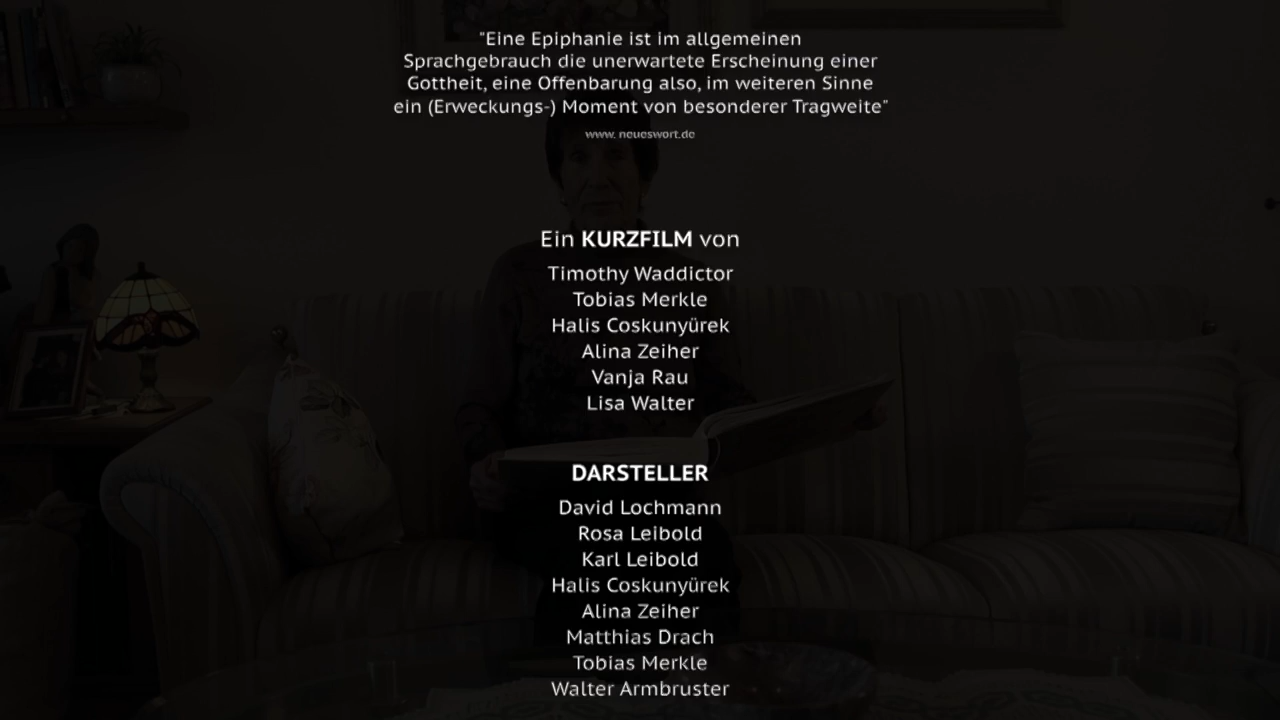 "Eine Epiphanie ist im allgemeinen
Sprachgebrauch die unerwartete Erscheinung einer
Gottheit, eine Offenbarung also, im weiteren Sinne
ein (Erweckungs-) Moment von besonderer Tragweite"
www. neueswort.de
Ein KURZFILM von
Timothy Waddictor
Tobias Merkle
Halis Coskunyürek
Alina Zeiher
Vanja Rau
Lisa Walter
DARSTELLER
David Lochmann
Rosa Leibold
Karl Leibold
Halis Coskunyürek
Alina Zeiher
Matthias Drach
Tobias Merkle
Walter Armbruster